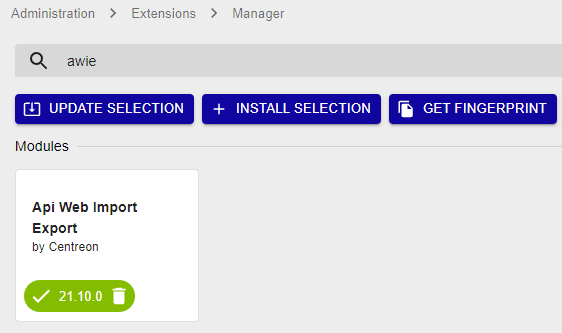 Administration > Extensions > Manager
awie
UPDATE SELECTION + INSTALL SELECTION GET FINGERPRINT
Modules
Api Web Import
Export
by Centreon
21.10.0